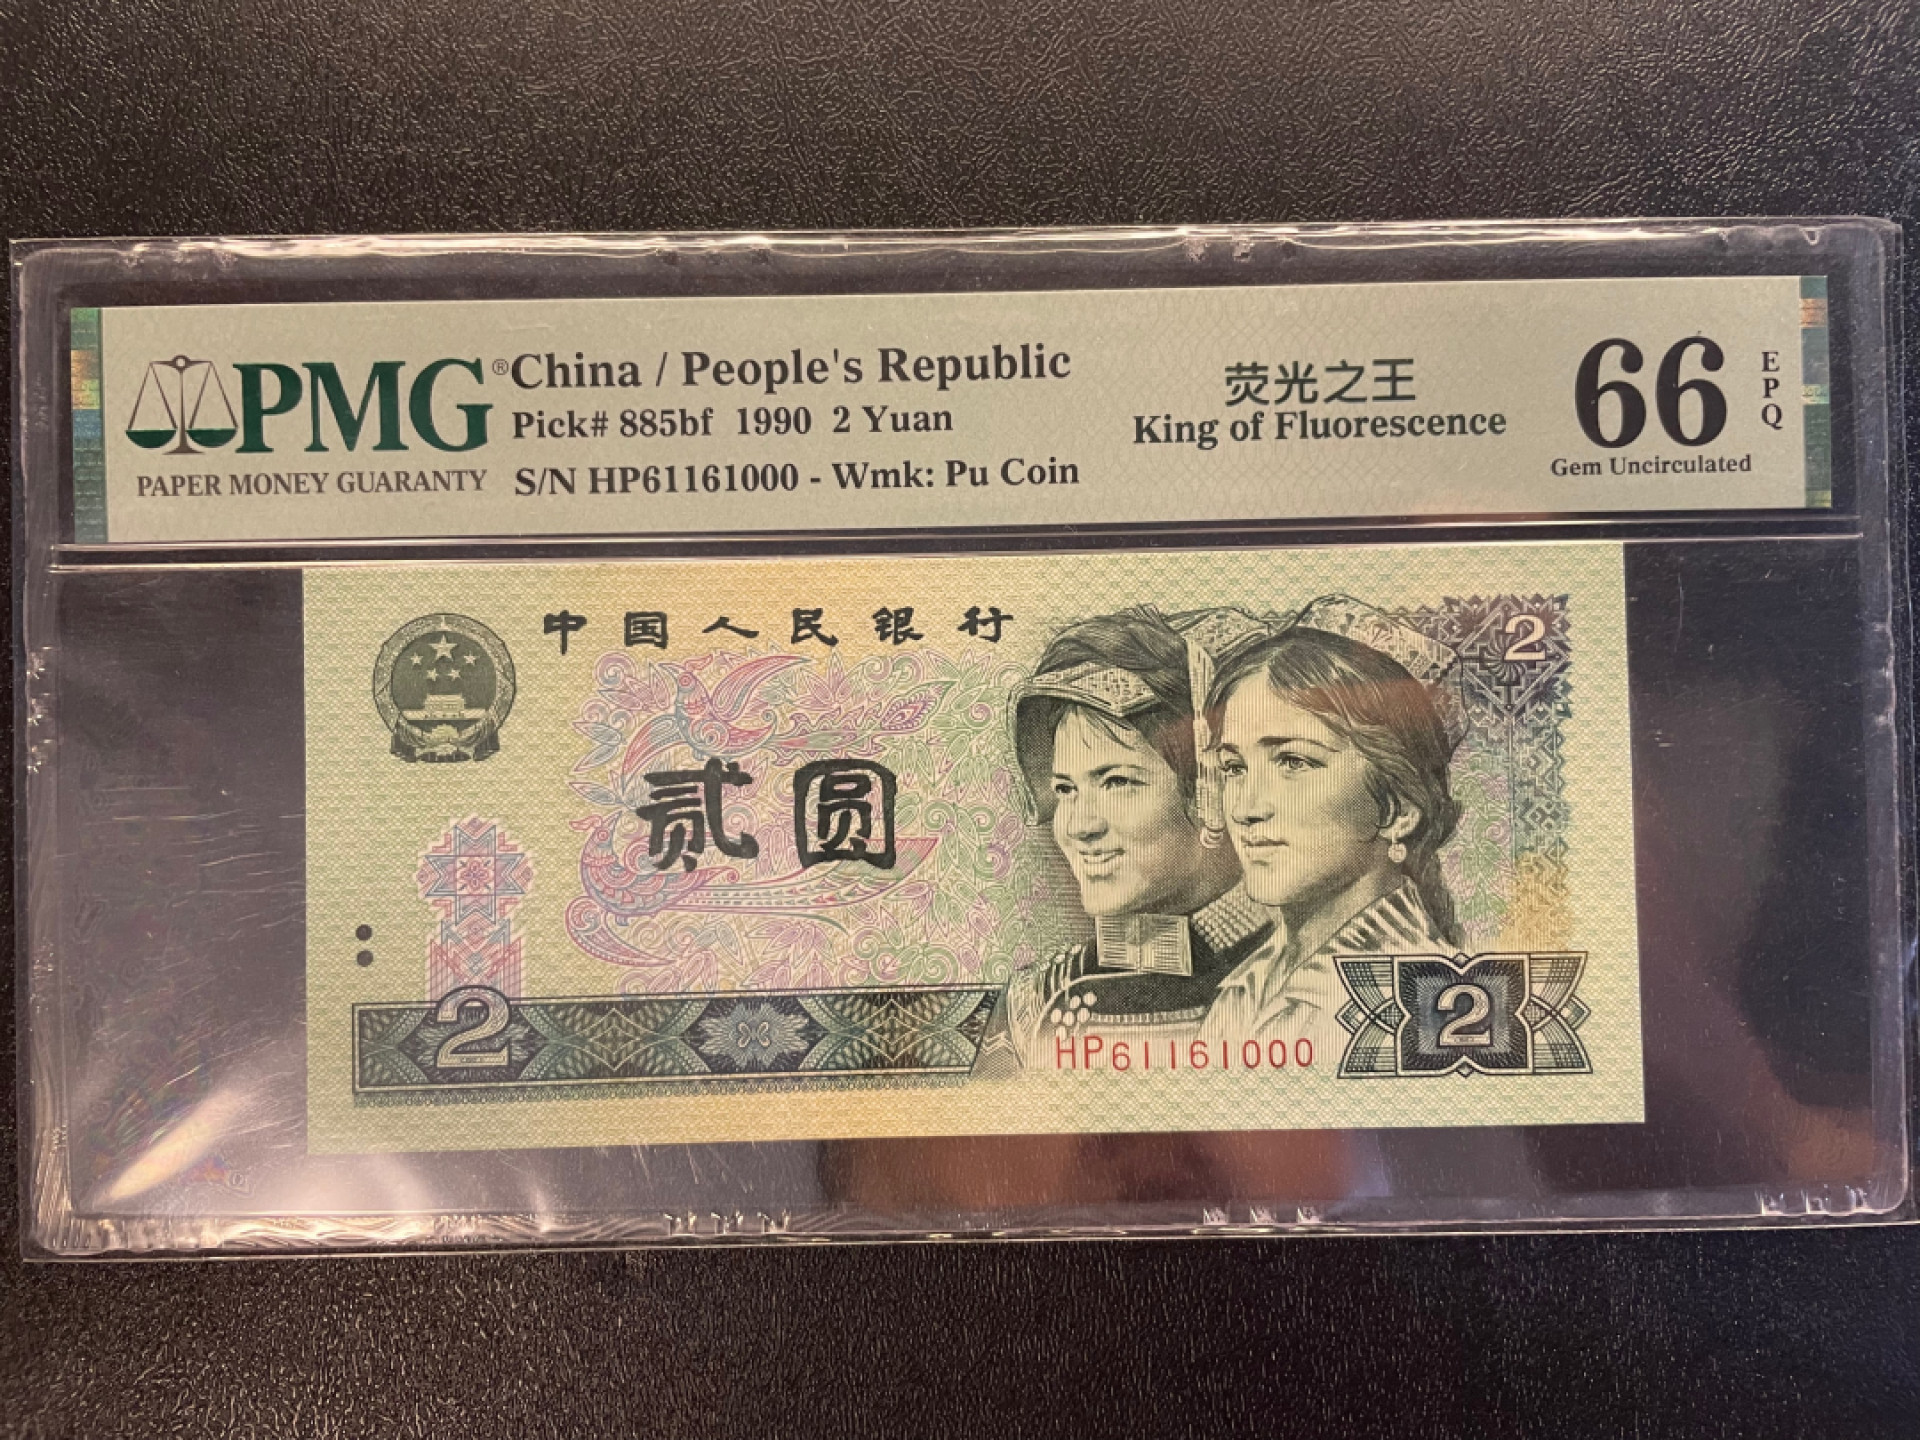 PMG®
PAPER MONEY GUARANTY
China / People's Republic
Pick# 885bf 1990 2 Yuan
S/N HP61161000 - Wmk: Pu Coin
荧光之王
King of Fluorescence
66
EPQ
Gem Uncirculated
中国人民银行
2
贰圆
2
HP61161000
2